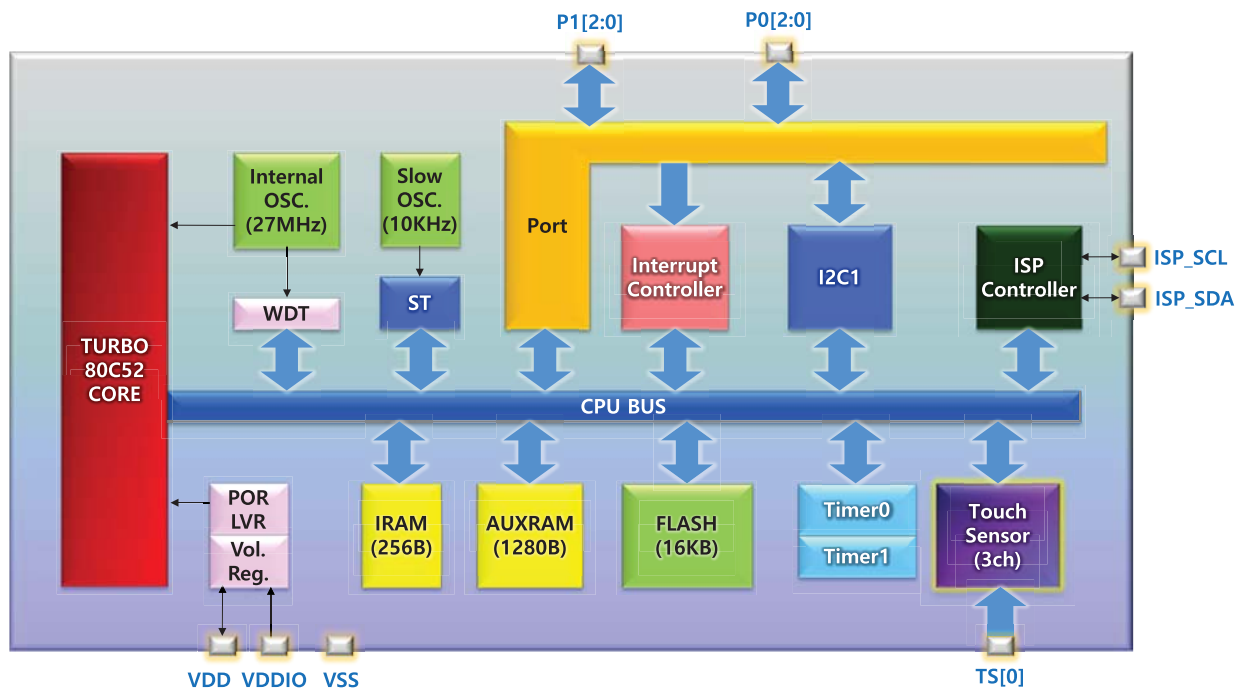 P1[2:0]
P0[2:0]
Internal
OSC.
(27MHz)
Slow
OSC.
(10KHz)
Port
Interrupt
Controller
I2C1
ISP
Controller
ISP_SCL
ISP_SDA
WDT
ST
TURBO
80C52
CORE
CPU BUS
POR
LVR
Vol.
Reg.
IRAM
(256B)
AUXRAM
(1280B)
FLASH
(16KB)
Timer0
Timer1
Touch
Sensor
(3ch)
VDD
VDDIO
VSS
TS[0]